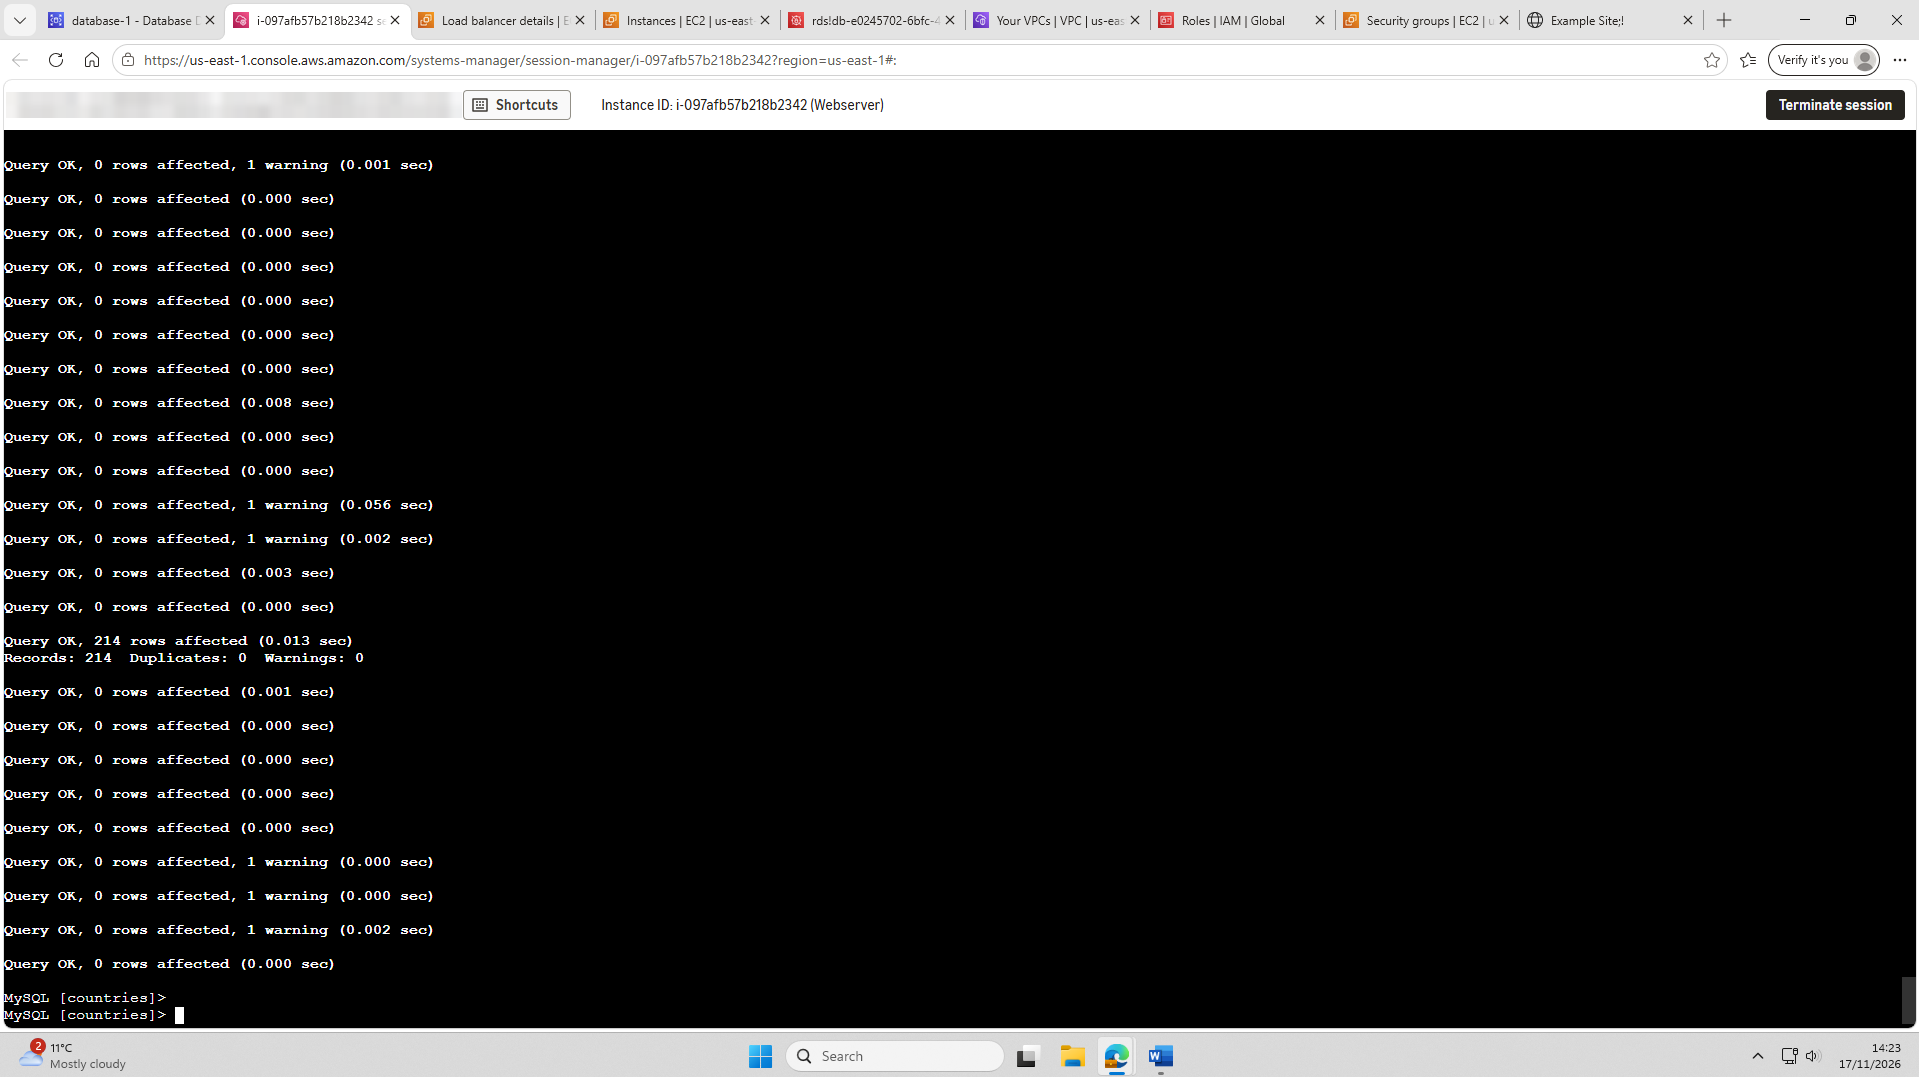 database-1 - Database D
i-097afb57b218b2342 se
Load balancer details | E
Instances | EC2 | us-east-
rds!db-e0245702-6bfc-4
Your VPCs | VPC | us-eas
Roles | IAM | Global
Security groups | EC2 | u
Example Site;!
https://us-east-1.console.aws.amazon.com/systems-manager/session-manager/i-097afb57b218b2342?region=us-east-1#:
Verify it's you
Shortcuts
Instance ID: i-097afb57b218b2342 (Webserver)
Terminate session
Query OK, 0 rows affected, 1 warning (0.001 sec)
Query OK, 0 rows affected (0.000 sec)
Query OK, 0 rows affected (0.000 sec)
Query OK, 0 rows affected (0.000 sec)
Query OK, 0 rows affected (0.000 sec)
Query OK, 0 rows affected (0.000 sec)
Query OK, 0 rows affected (0.000 sec)
Query OK, 0 rows affected (0.008 sec)
Query OK, 0 rows affected (0.000 sec)
Query OK, 0 rows affected (0.000 sec)
Query OK, 0 rows affected, 1 warning (0.056 sec)
Query OK, 0 rows affected, 1 warning (0.002 sec)
Query OK, 0 rows affected (0.003 sec)
Query OK, 0 rows affected (0.000 sec)
Query OK, 214 rows affected (0.013 sec)
Records: 214  Duplicates: 0  Warnings: 0
Query OK, 0 rows affected (0.001 sec)
Query OK, 0 rows affected (0.000 sec)
Query OK, 0 rows affected (0.000 sec)
Query OK, 0 rows affected (0.000 sec)
Query OK, 0 rows affected (0.000 sec)
Query OK, 0 rows affected, 1 warning (0.000 sec)
Query OK, 0 rows affected, 1 warning (0.000 sec)
Query OK, 0 rows affected, 1 warning (0.002 sec)
Query OK, 0 rows affected (0.000 sec)
MySQL [countries]>
MySQL [countries]>
2
11°C
Mostly cloudy
Search
14:23
17/11/2026